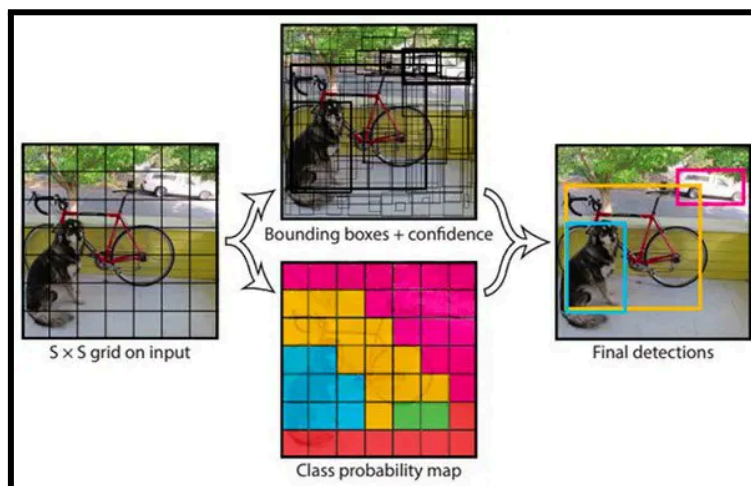 Bounding boxes + confidence
S × S grid on input
Final detections
Class probability map